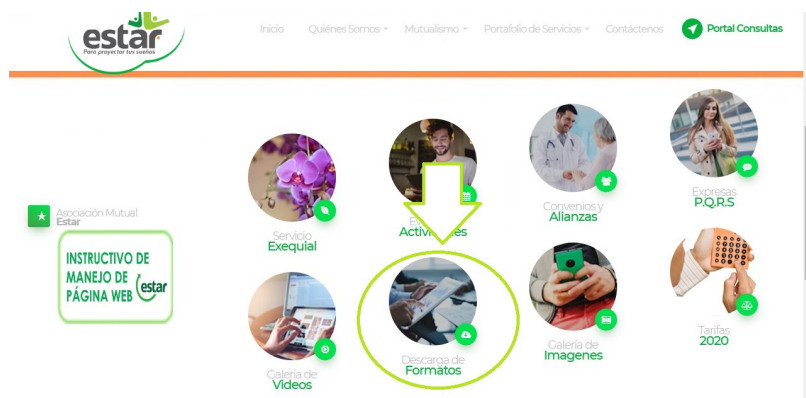 estar
Para proyectar tus sueños
Inicio
Quiénes Somos
Mutualismo
Portafolio de Servicios
Contáctenos
Portal Consultas
Asociación Mutual
Estar
INSTRUCTIVO DE
MANEJO DE
PÁGINA WEB
estar
Servicio
Exequial
Convenios y
Alianzas
Expresas
P.Q.R.S
Galeria de
Videos
Descarga de
Formatos
Galería de
Imagenes
Tarifas
2020